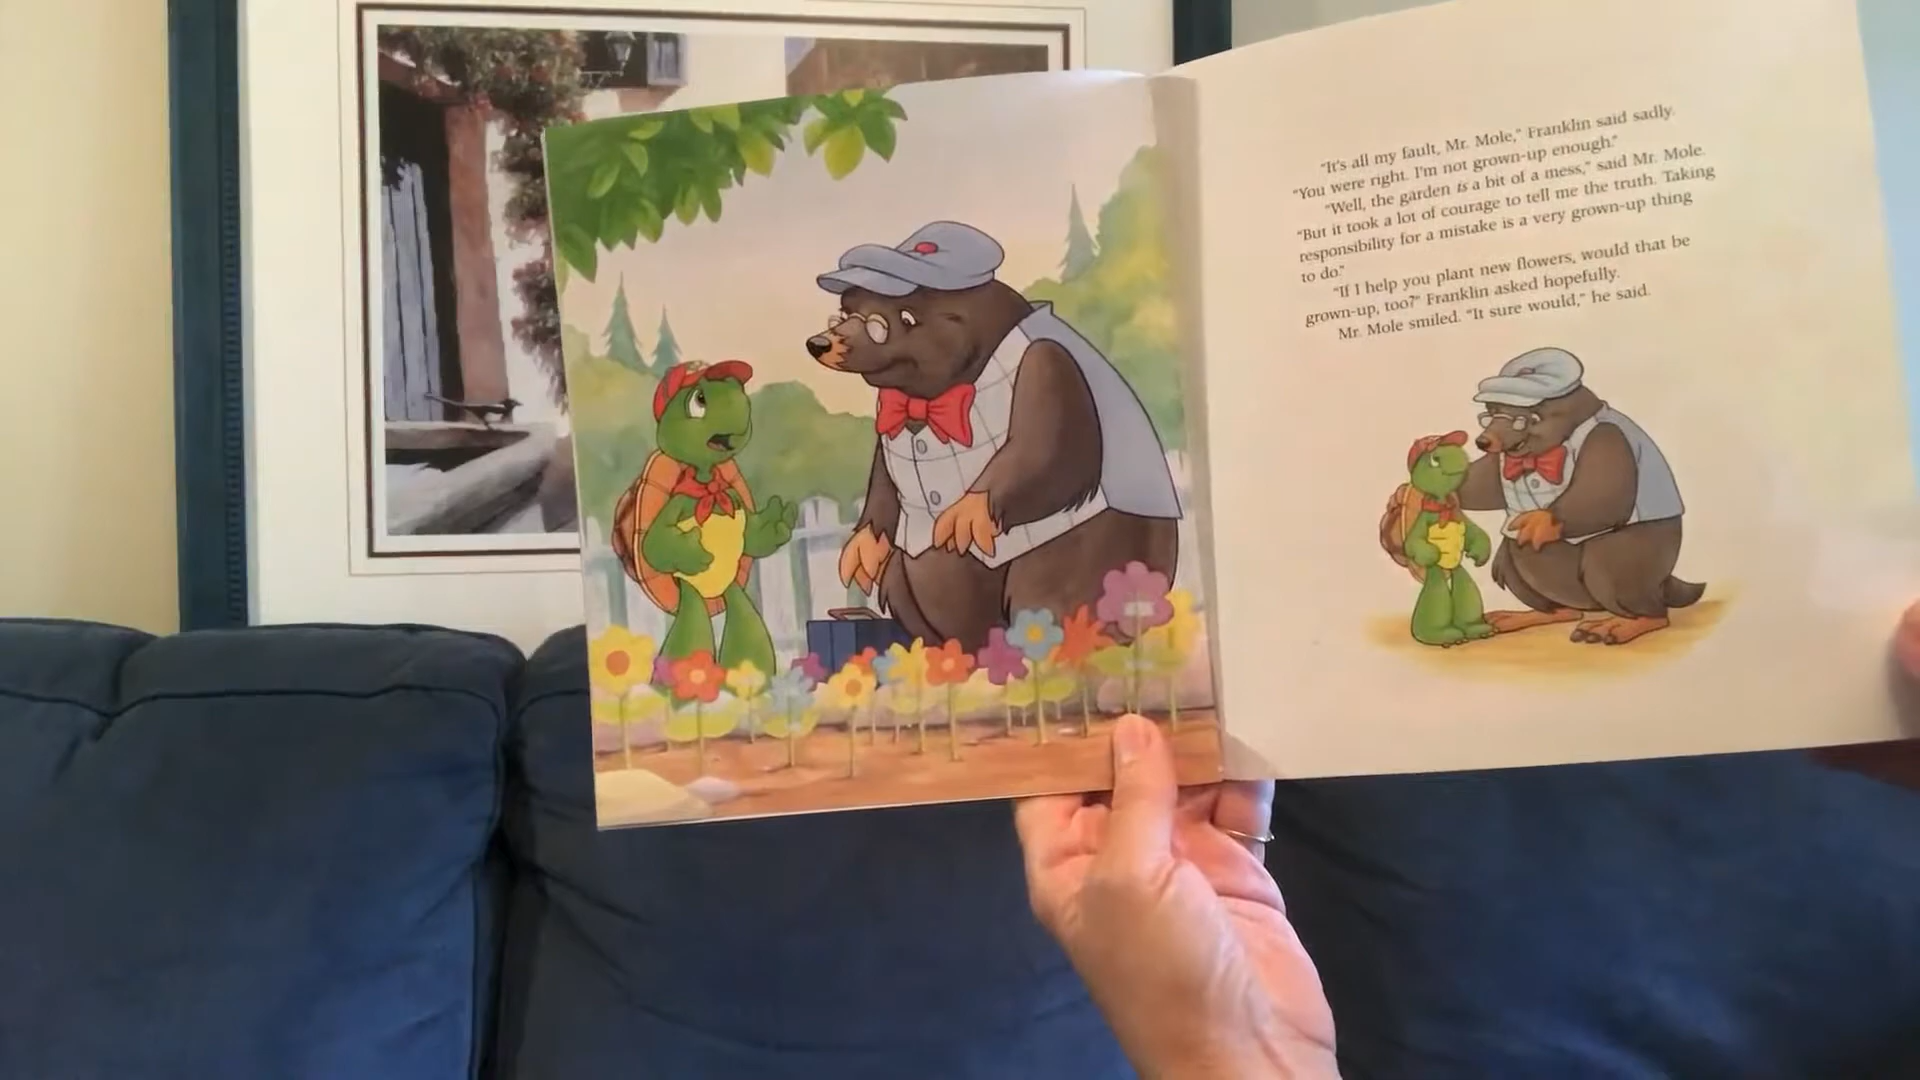 "It's all my fault, Mr. Mole," Franklin said sadly.
"You were right. I'm not grown-up enough."
"Well, the garden is a bit of a mess," said Mr. Mole.
"But it took a lot of courage to tell me the truth. Taking
responsibility for a mistake is a very grown-up thing
to do."
"If I help you plant new flowers, would that be
grown-up, too?" Franklin asked hopefully.
Mr. Mole smiled. "It sure would," he said.